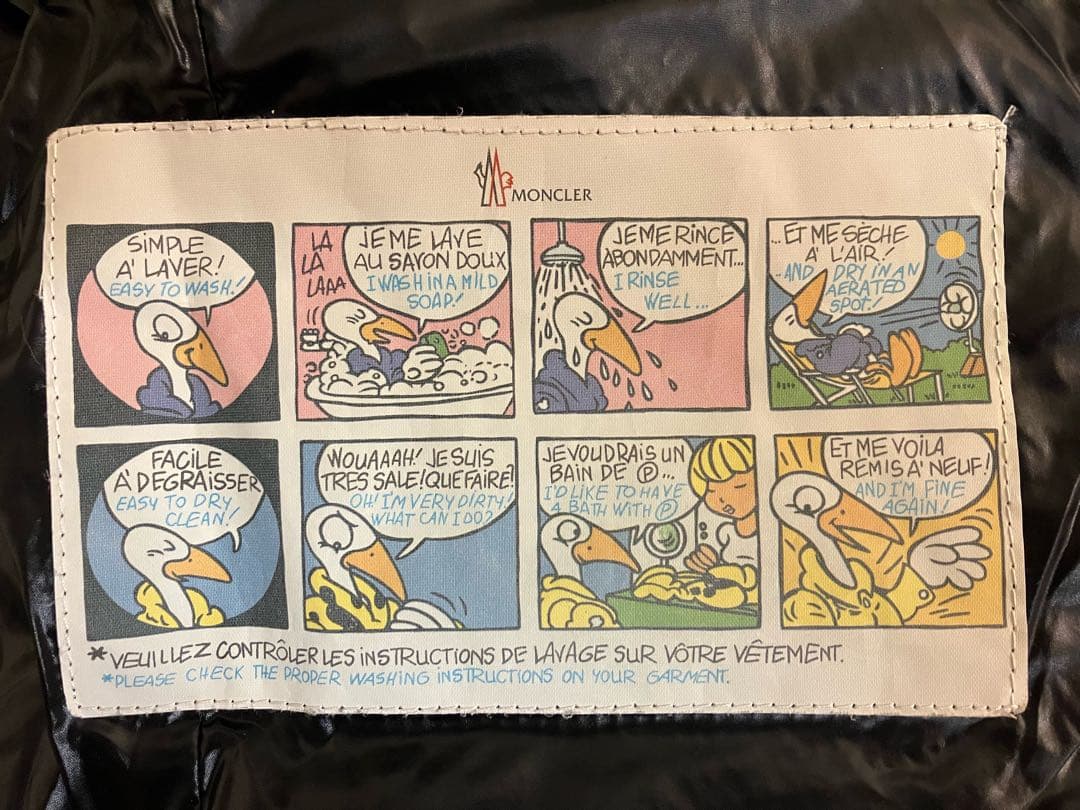 MONCLER
SIMPLE
A' LAVER!
EASY TO WASH!
LA
LA
LAAA
JE ME LAVE
AU SAYON DOUX
I WASH IN A MILD
SOAP!
JE ME RINCE
ABONDAMMENT...
I RINSE
WELL...
...ET ME SÈCHE
A' L'AIR!
..AND DRY IN AN
AERATED
SPOT!
FACILE
A' DEGRAISSER
EASY TO DRY
CLEAN!
WOUAAAH! JE SUIS
TRES SALE! QUE FAIRE?
OH! I'M VERY DIRTY!
WHAT CAN I DO?
JE VOUDRAIS UN
BAIN DE Ⓟ...
I'D LIKE TO HAVE
A BATH WITH Ⓟ
ET ME VOILA
REMIS A' NEUF!
AND I'M FINE
AGAIN!
*VEUILLEZ CONTRÔLER LES INSTRUCTIONS DE LAVAGE SUR VÔTRE VÊTEMENT.
*PLEASE CHECK THE PROPER WASHING INSTRUCTIONS ON YOUR GARMENT.